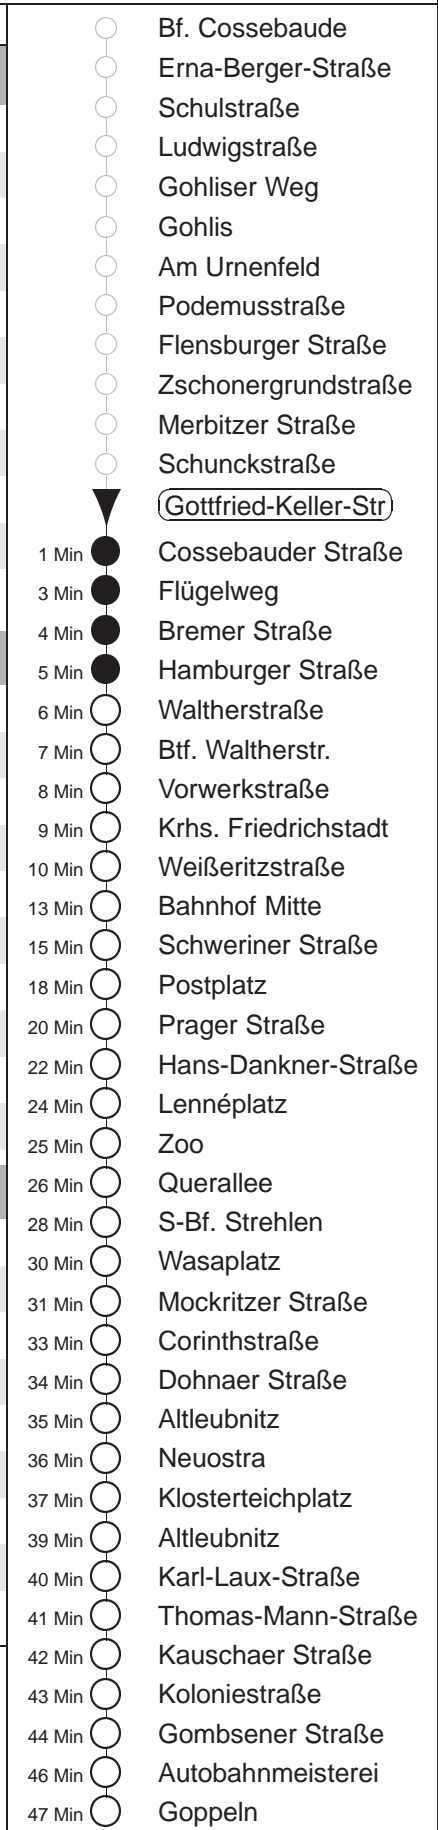 Bf. Cossebaude
Erna-Berger-Straße
Schulstraße
Ludwigstraße
Gohliser Weg
Gohlis
Am Urnenfeld
Podemusstraße
Flensburger Straße
Zschonergrundstraße
Merbitzer Straße
Schunckstraße
Gottfried-Keller-Str
1 Min Cossebauder Straße
3 Min Flügelweg
4 Min Bremer Straße
5 Min Hamburger Straße
6 Min Waltherstraße
7 Min Btf. Waltherstr.
8 Min Vorwerkstraße
9 Min Krhs. Friedrichstadt
10 Min Weißeritzstraße
13 Min Bahnhof Mitte
15 Min Schweriner Straße
18 Min Postplatz
20 Min Prager Straße
22 Min Hans-Dankner-Straße
24 Min Lennéplatz
25 Min Zoo
26 Min Querallee
28 Min S-Bf. Strehlen
30 Min Wasaplatz
31 Min Mockritzer Straße
33 Min Corinthstraße
34 Min Dohnaer Straße
35 Min Altleubnitz
36 Min Neuostra
37 Min Klosterteichplatz
39 Min Altleubnitz
40 Min Karl-Laux-Straße
41 Min Thomas-Mann-Straße
42 Min Kauschaer Straße
43 Min Koloniestraße
44 Min Gombsener Straße
46 Min Autobahnmeisterei
47 Min Goppeln